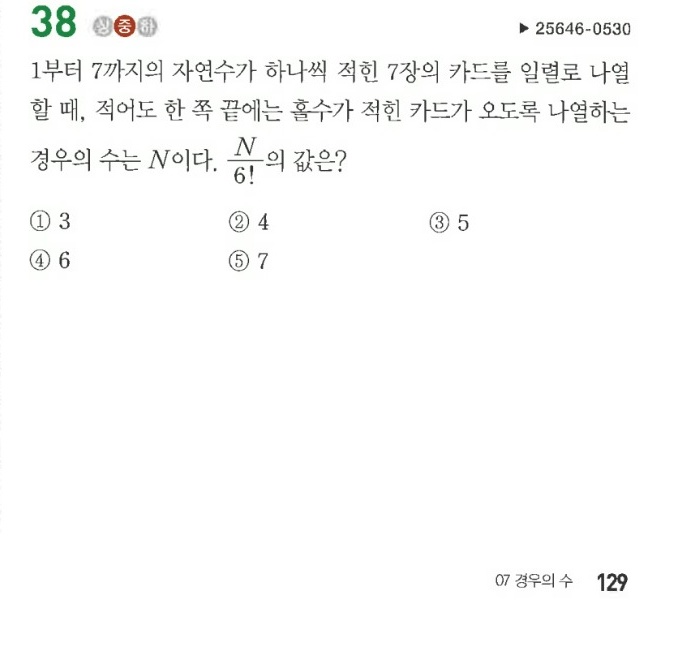 38 상 중 하
▶ 25646-0530
1부터 7까지의 자연수가 하나씩 적힌 7장의 카드를 일렬로 나열
할 때, 적어도 한 쪽 끝에는 홀수가 적힌 카드가 오도록 나열하는
경우의 수는 N이다. N/6!의 값은?
① 3 ② 4 ③ 5
④ 6 ⑤ 7
07 경우의 수 129